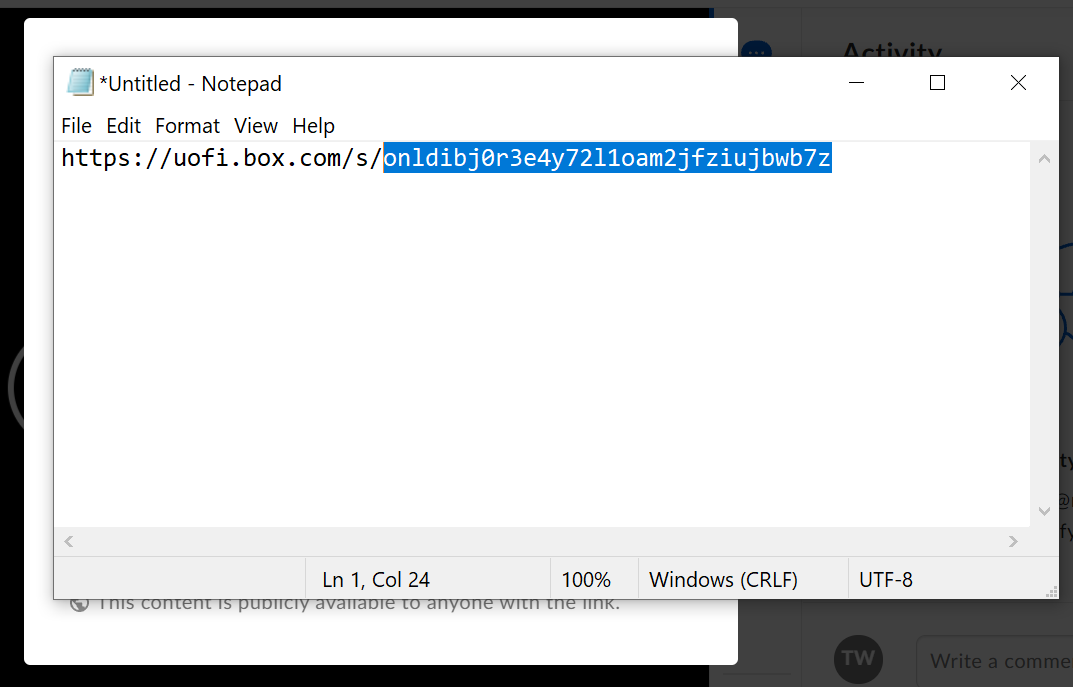 Activity
*Untitled - Notepad
File Edit Format View Help
https://uofi.box.com/s/onldibj0r3e4y72l1oam2jfziujbwb7z
Ln 1, Col 24
100%
Windows (CRLF)
UTF-8
This content is publicly available to anyone with the link.
TW
Write a comme